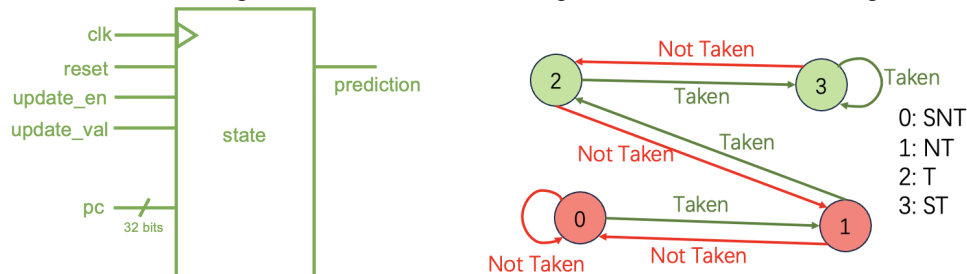 clk
reset
update_en
update_val
pc
32 bits
state
prediction
Not Taken
2
3
Taken
Taken
Taken
Not Taken
0
Taken
1
Not Taken
Not Taken
0: SNT
1: NT
2: T
3: ST